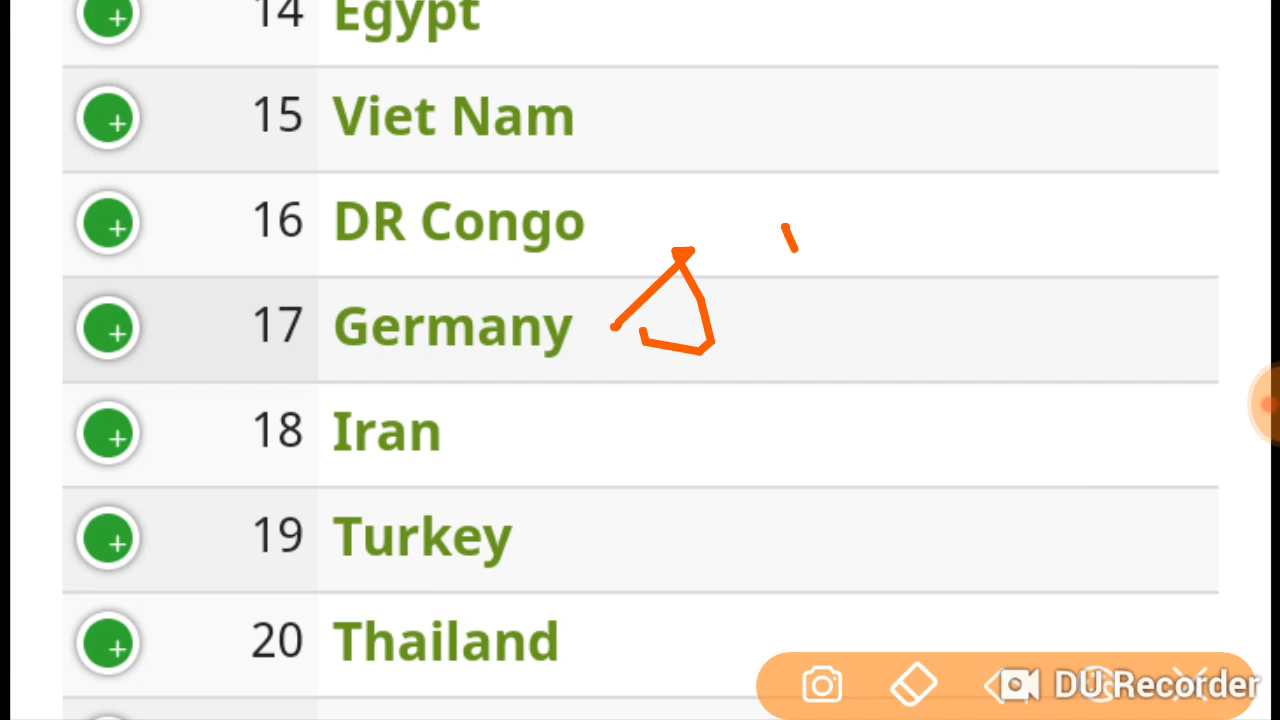 14 Egypt
15 Viet Nam
16 DR Congo
17 Germany
18 Iran
19 Turkey
20 Thailand
DU Recorder